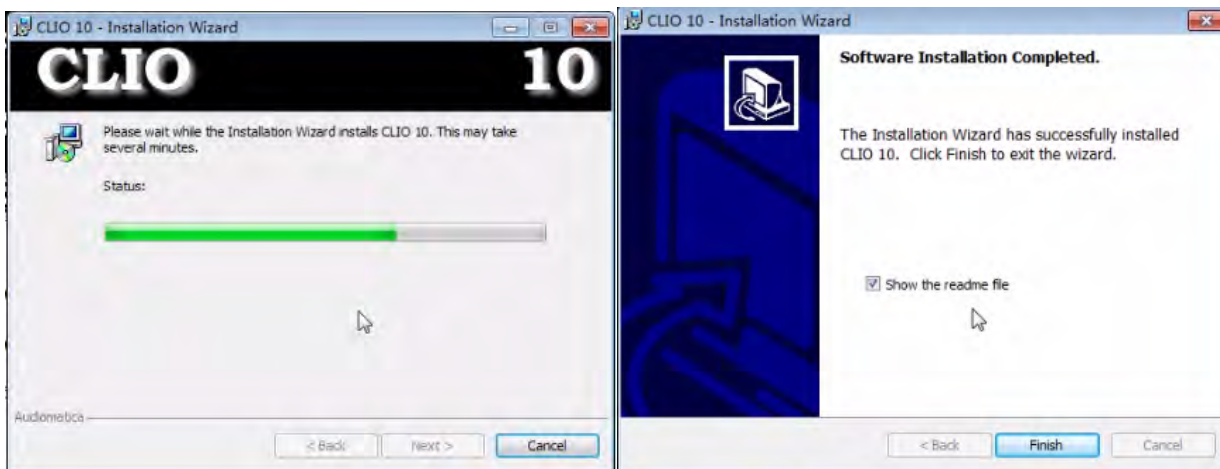 CLIO 10 - Installation Wizard
CLIO 10
Please wait while the Installation Wizard installs CLIO 10. This may take
several minutes.
Status:
Audiomatica
< Back
Next >
Cancel
CLIO 10 - Installation Wizard
Software Installation Completed.
The Installation Wizard has successfully installed
CLIO 10. Click Finish to exit the wizard.
Show the readme file
< Back
Finish
Cancel